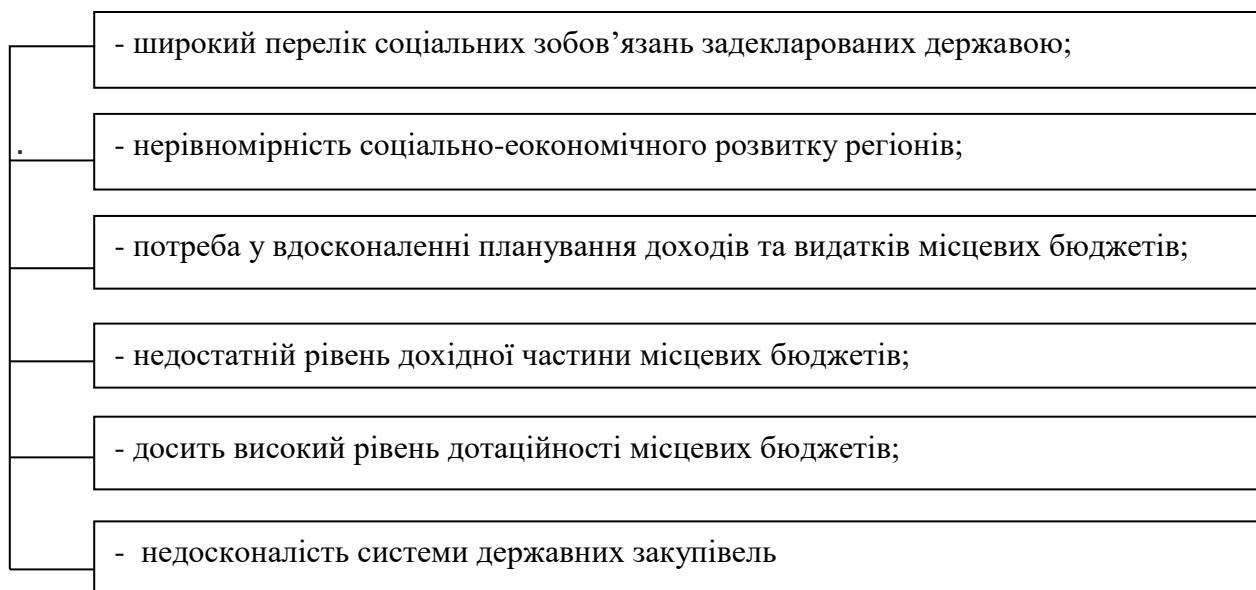 - широкий перелік соціальних зобов’язань задекларованих державою;
- нерівномірність соціально-еокономічного розвитку регіонів;
- потреба у вдосконаленні планування доходів та видатків місцевих бюджетів;
- недостатній рівень дохідної частини місцевих бюджетів;
- досить високий рівень дотаційності місцевих бюджетів;
- недосконалість системи державних закупівель